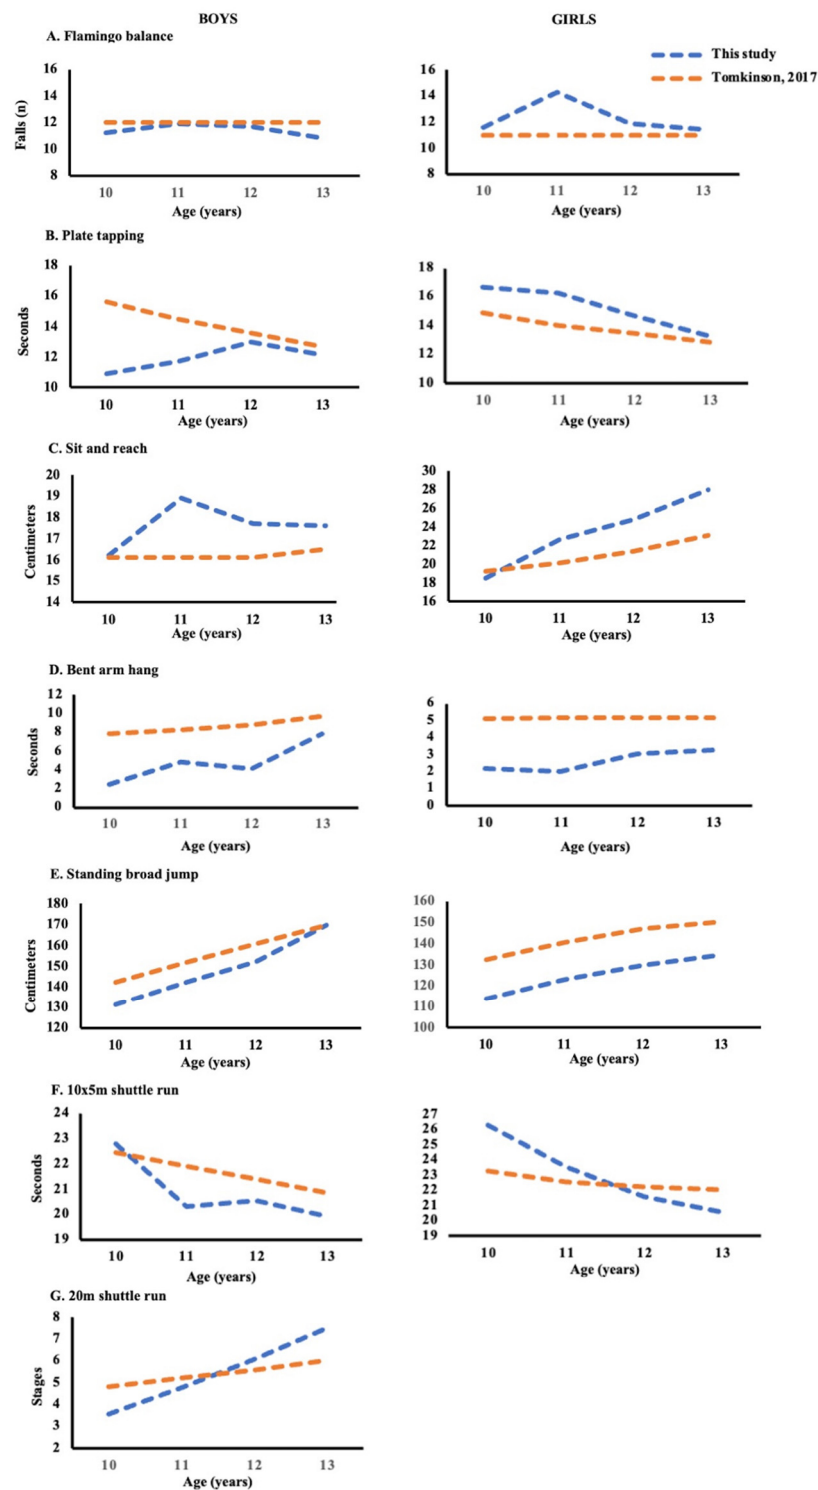 BOYS
GIRLS
A. Flamingo balance
This study
Tomkinson, 2017
Falls (n)
16
14
12
10
8
10 11 12 13
Age (years)
16
14
12
10
8
10 11 12 13
Age (years)
B. Plate tapping
Seconds
18
16
14
12
10
10 11 12 13
Age (years)
18
16
14
12
10
10 11 12 13
Age (years)
C. Sit and reach
Centimeters
20
19
18
17
16
15
14
10 11 12 13
Age (years)
30
28
26
24
22
20
18
16
10 11 12 13
Age (years)
D. Bent arm hang
Seconds
12
10
8
6
4
2
0
10 11 12 13
Age (years)
6
5
4
3
2
1
0
10 11 12 13
Age (years)
E. Standing broad jump
Centimeters
180
170
160
150
140
130
120
10 11 12 13
Age (years)
160
150
140
130
120
110
100
10 11 12 13
Age (years)
F. 10x5m shuttle run
Seconds
24
23
22
21
20
19
10 11 12 13
Age (years)
27
26
25
24
23
22
21
20
19
10 11 12 13
Age (years)
G. 20m shuttle run
Stages
8
7
6
5
4
3
2
10 11 12 13
Age (years)